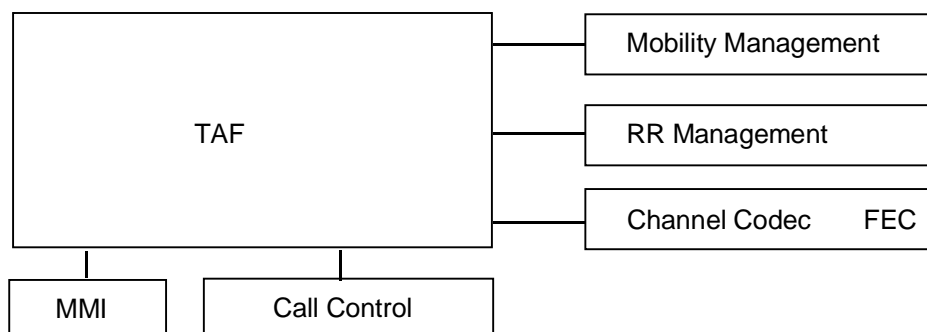 Mobility Management
TAF
RR Management
Channel Codec FEC
MMI
Call Control